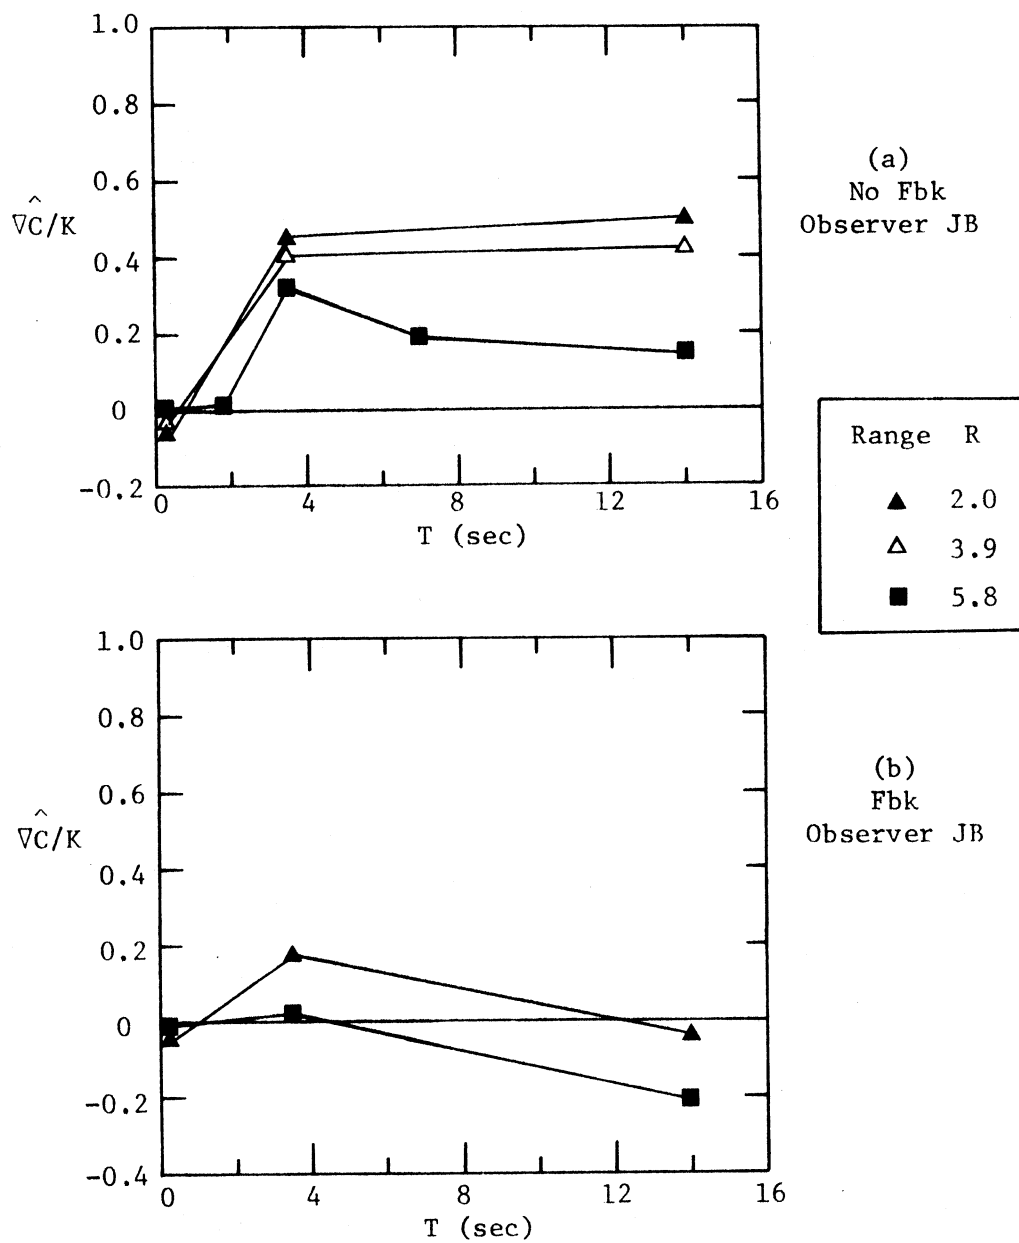 1.0
0.8
0.6
0.4
0.2
0
-0.2
∇Ĉ/K
0 4 8 12 16
T (sec)
(a)
No Fbk
Observer JB
Range R
▲ 2.0
△ 3.9
■ 5.8
1.0
0.8
0.6
0.4
0.2
0
-0.2
-0.4
∇Ĉ/K
0 4 8 12 16
T (sec)
(b)
Fbk
Observer JB